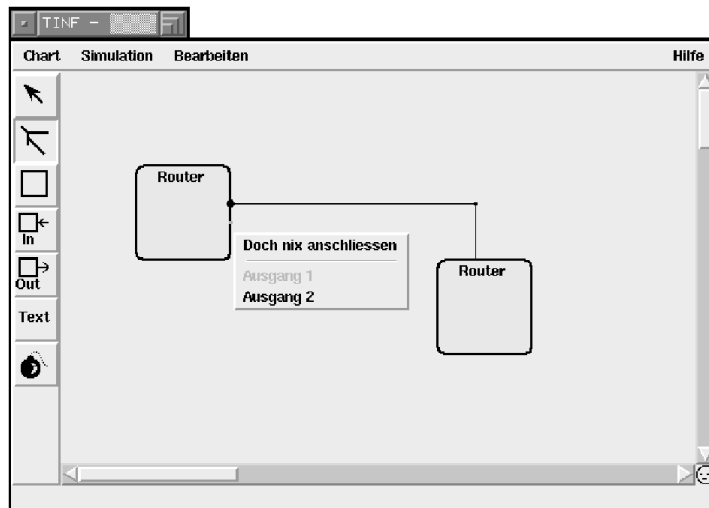 TINF -
Chart Simulation Bearbeiten Hilfe
Router
Doch nix anschliessen
Ausgang 1
Ausgang 2
Router
In
Out
Text